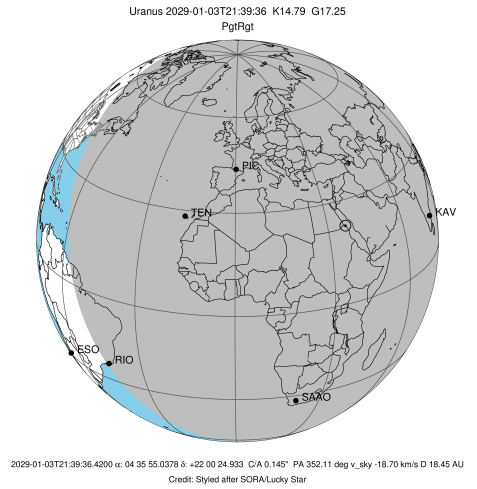 Uranus 2029-01-03T21:39:36 K14.79 G17.25
PgtRgt
PIC
TEN
KAV
ESO
RIO
SAAO
2029-01-03T21:39:36.4200 α: 04 35 55.0378 δ: +22 00 24.933 C/A 0.145" PA 352.11 deg v_sky -18.70 km/s D 18.45 AU
Credit: Styled after SORA/Lucky Star